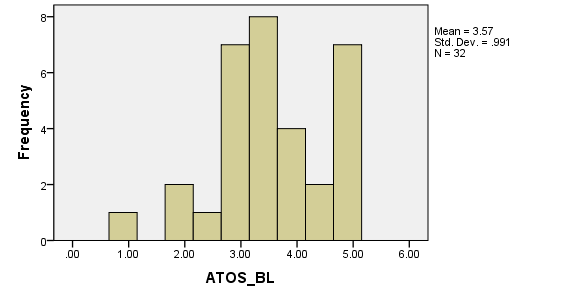 Mean = 3.57
Std. Dev. = .991
N = 32
8
6
4
2
0
Frequency
.00 1.00 2.00 3.00 4.00 5.00 6.00
ATOS_BL